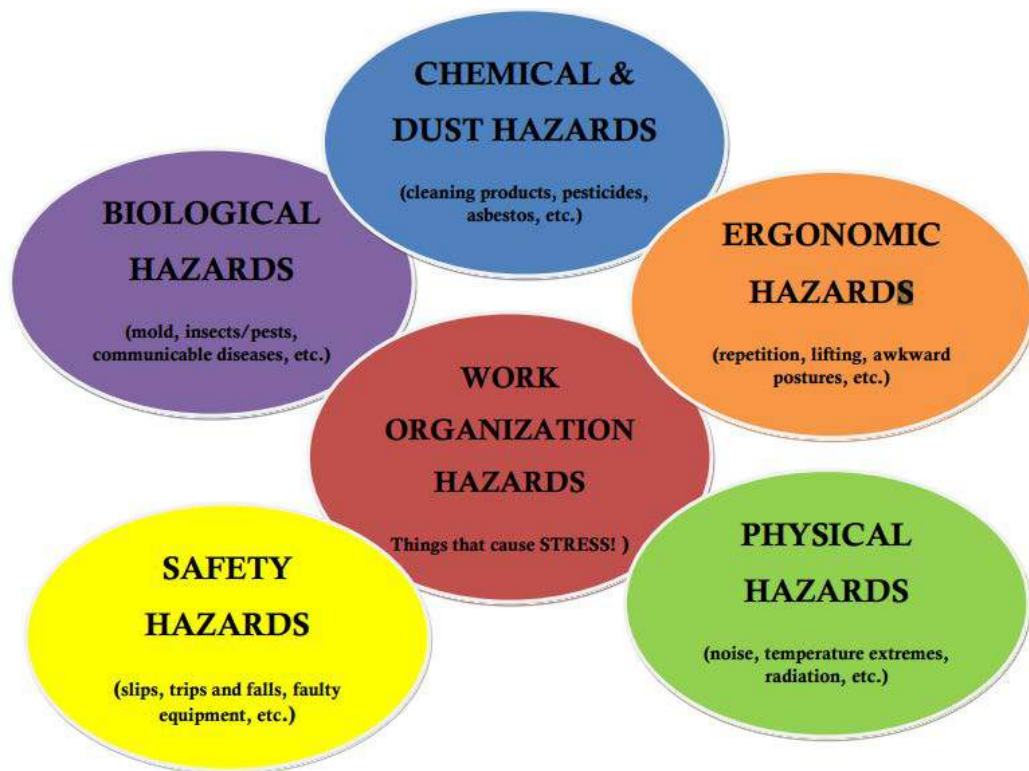 CHEMICAL &
DUST HAZARDS
(cleaning products, pesticides,
asbestos, etc.)
BIOLOGICAL
HAZARDS
(mold, insects/pests,
communicable diseases, etc.)
ERGONOMIC
HAZARDS
(repetition, lifting, awkward
postures, etc.)
WORK
ORGANIZATION
HAZARDS
Things that cause STRESS! )
SAFETY
HAZARDS
(slips, trips and falls, faulty
equipment, etc.)
PHYSICAL
HAZARDS
(noise, temperature extremes,
radiation, etc.)